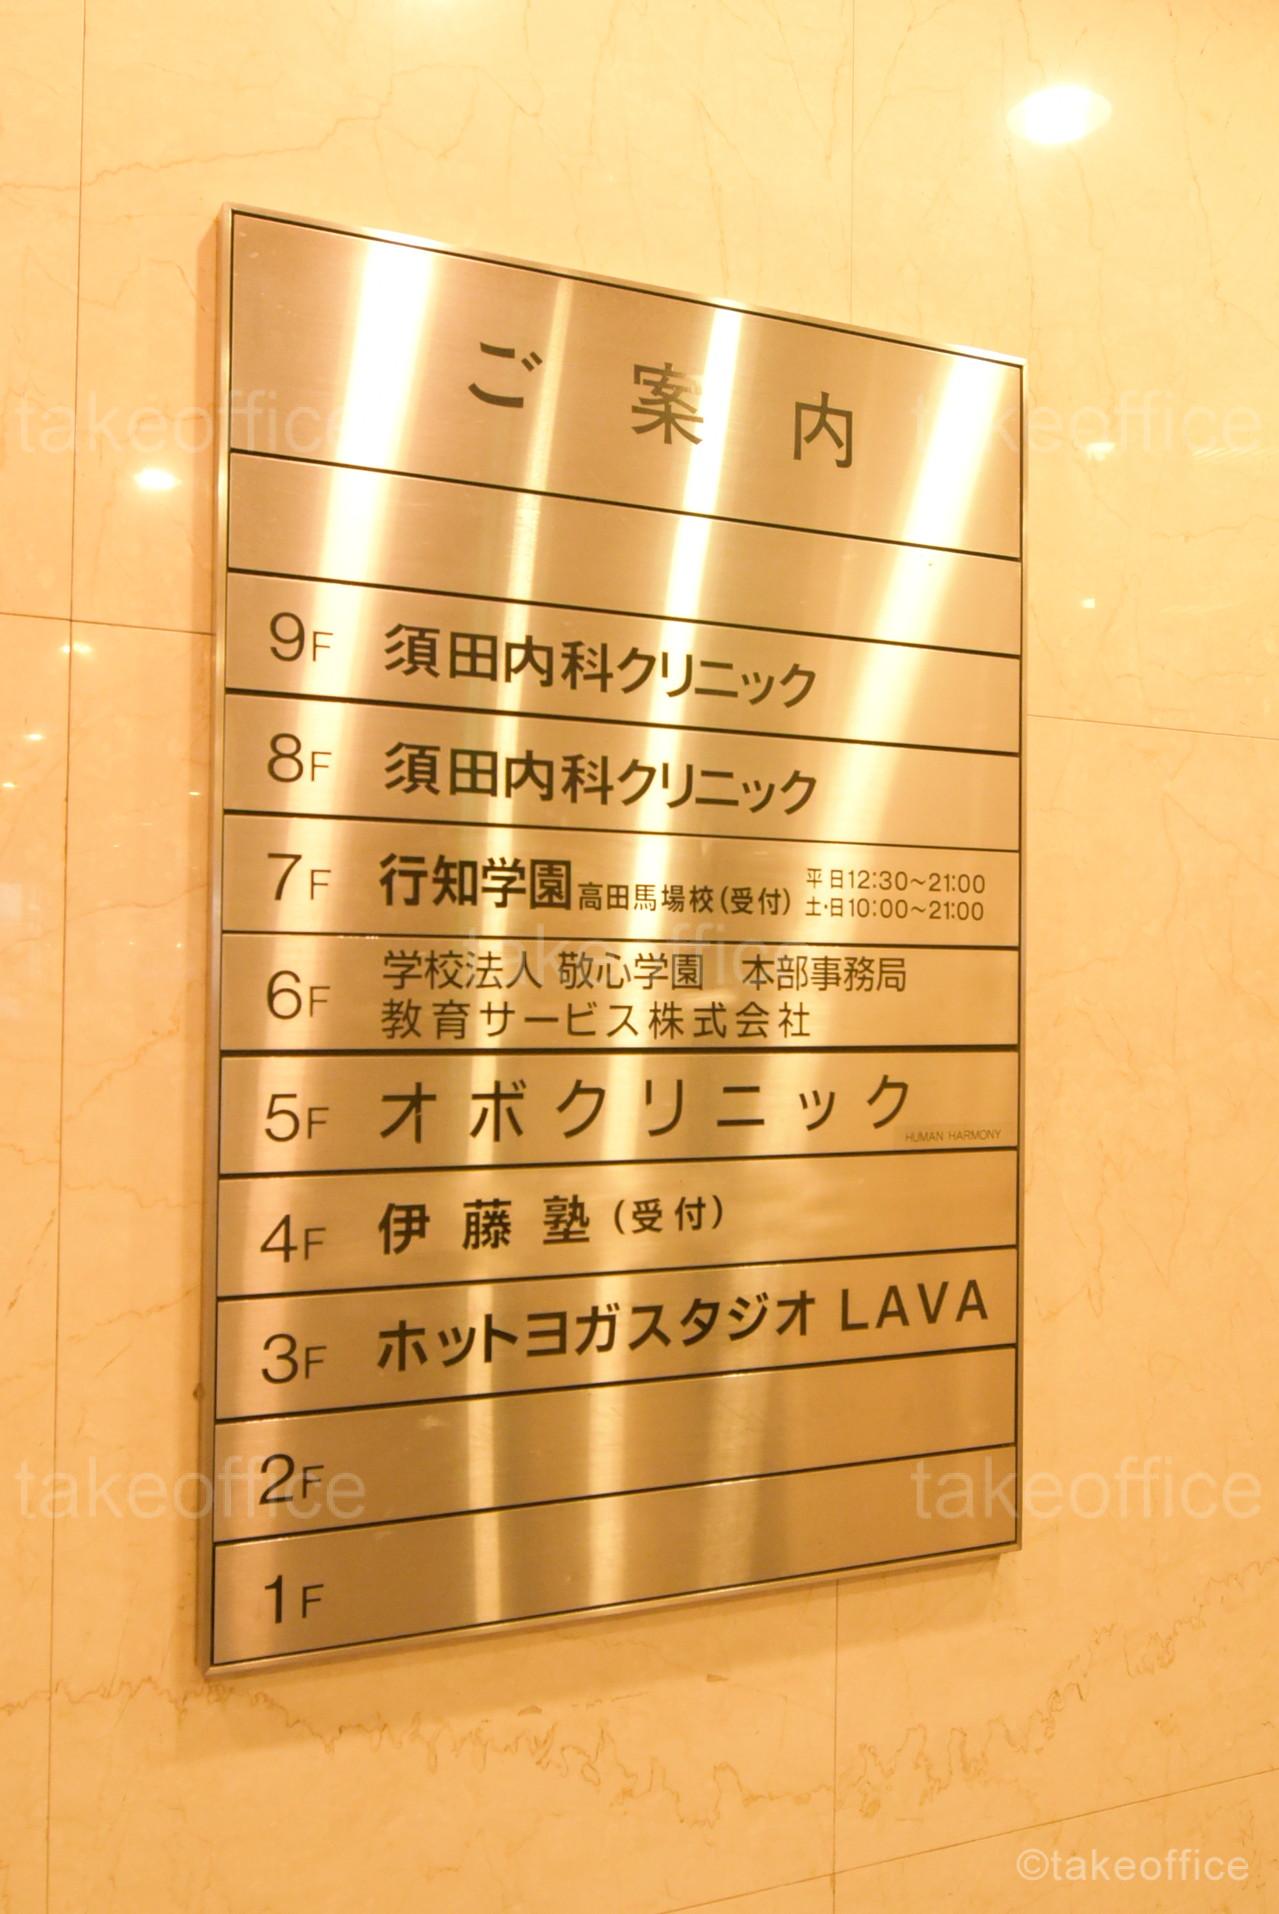 ご案内
9F 須田内科クリニック
8F 須田内科クリニック
7F 行知学園 高田馬場校(受付) 平日12:30～21:00
土・日10:00～21:00
6F 学校法人 敬心学園 本部事務局
教育サービス株式会社
5F オボクリニック
HUMAN HARMONY
4F 伊藤塾(受付)
3F ホットヨガスタジオ LAVA
2F
1F
takeoffice
takeoffice
takeoffice
takeoffice
takeoffice
©takeoffice